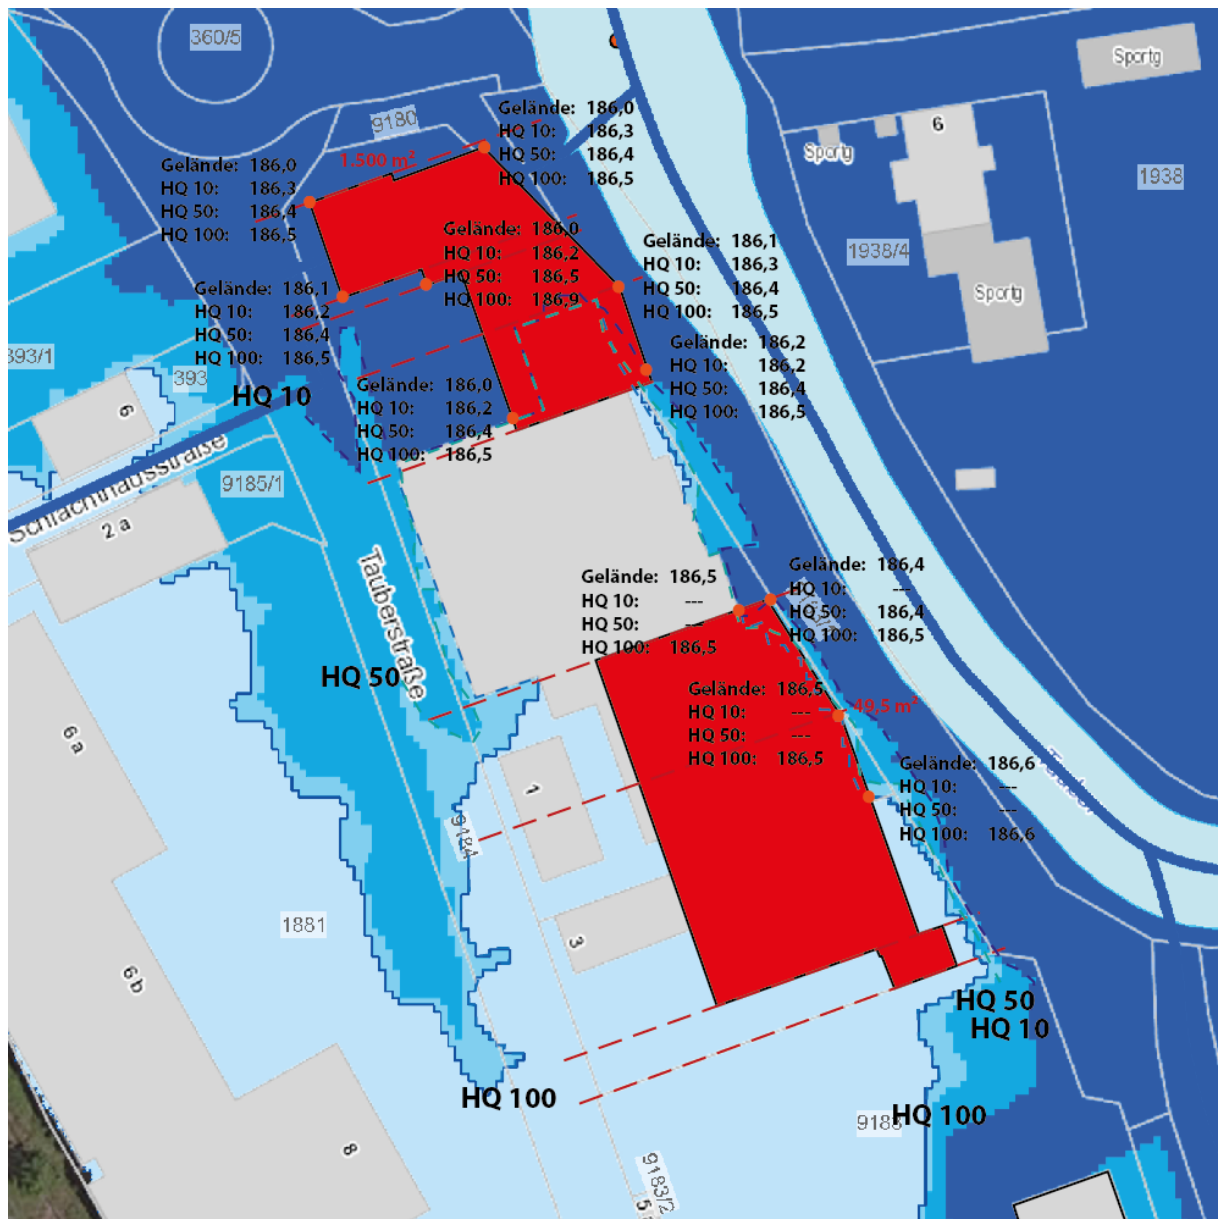 360/5
Sportg
9180
Gelände: 186,0
HQ 10: 186,3
HQ 50: 186,4
HQ 100: 186,5
6
Sportg
1938
1.500 m²
Gelände: 186,0
HQ 10: 186,3
HQ 50: 186,4
HQ 100: 186,5
Gelände: 186,0
HQ 10: 186,2
HQ 50: 186,5
HQ 100: 186,9
Gelände: 186,1
HQ 10: 186,3
HQ 50: 186,4
HQ 100: 186,5
1938/4
Sportg
Gelände: 186,1
HQ 10: 186,2
HQ 50: 186,4
HQ 100: 186,5
Gelände: 186,2
HQ 10: 186,2
HQ 50: 186,4
HQ 100: 186,5
393/1
393
HQ 10
6
Gelände: 186,0
HQ 10: 186,2
HQ 50: 186,4
HQ 100: 186,5
Schlachthausstraße
9185/1
2 a
Tauberstraße
Gelände: 186,5
HQ 10: ---
HQ 50: ---
HQ 100: 186,5
Gelände: 186,4
HQ 10: ---
HQ 50: 186,4
HQ 100: 186,5
HQ 50
Gelände: 186,5
HQ 10: ---
HQ 50: ---
HQ 100: 186,5
49,5 m²
6 a
Gelände: 186,6
HQ 10: ---
HQ 50: ---
HQ 100: 186,6
Tauber
1
9184
1881
3
6 b
HQ 50
HQ 10
HQ 100
HQ 100
9183
8
9183/2